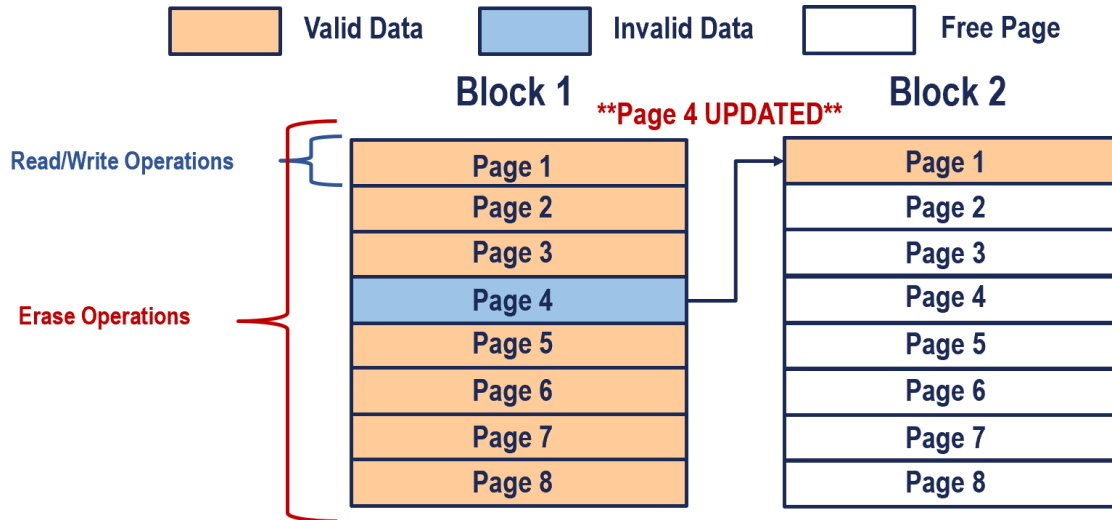 Valid Data
Invalid Data
Free Page
Block 1
Block 2
**Page 4 UPDATED**
Read/Write Operations
Erase Operations
Page 1
Page 2
Page 3
Page 4
Page 5
Page 6
Page 7
Page 8
Page 1
Page 2
Page 3
Page 4
Page 5
Page 6
Page 7
Page 8